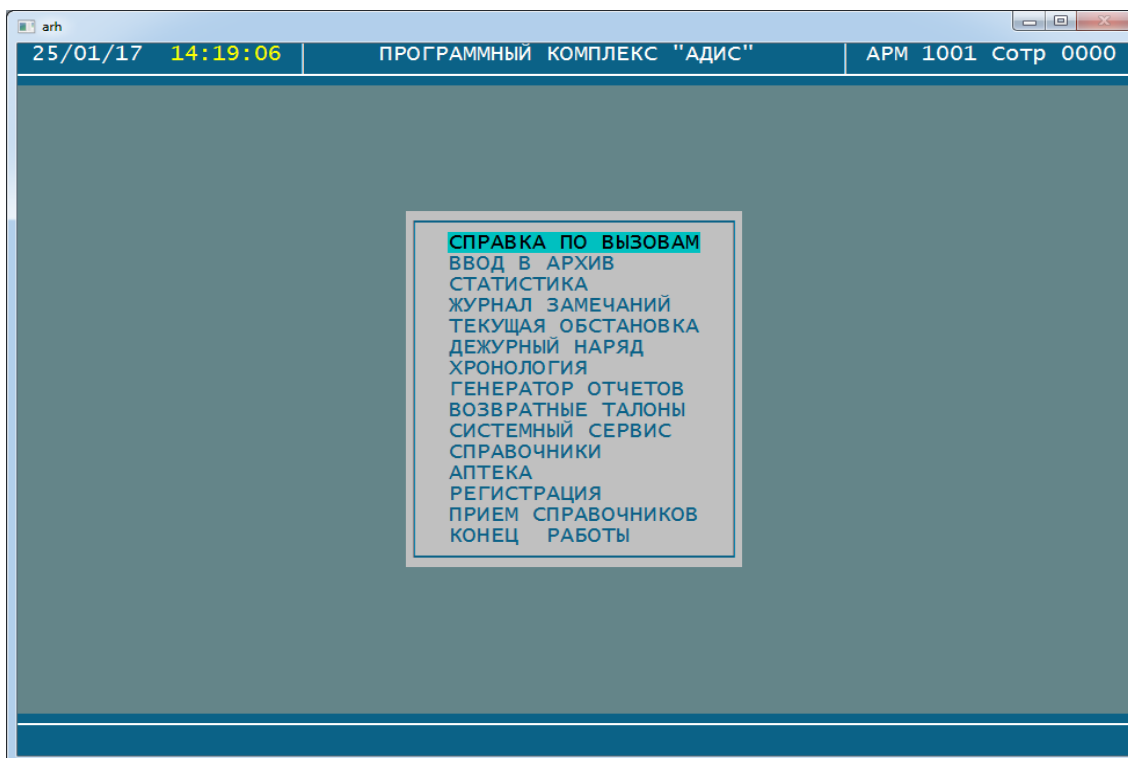 arh
25/01/17 14:19:06 ПРОГРАММНЫЙ КОМПЛЕКС "АДИС" АРМ 1001 Сотр 0000
СПРАВКА ПО ВЫЗОВАМ
ВВОД В АРХИВ
СТАТИСТИКА
ЖУРНАЛ ЗАМЕЧАНИЙ
ТЕКУЩАЯ ОБСТАНОВКА
ДЕЖУРНЫЙ НАРЯД
ХРОНОЛОГИЯ
ГЕНЕРАТОР ОТЧЕТОВ
ВОЗВРАТНЫЕ ТАЛОНЫ
СИСТЕМНЫЙ СЕРВИС
СПРАВОЧНИКИ
АПТЕКА
РЕГИСТРАЦИЯ
ПРИЕМ СПРАВОЧНИКОВ
КОНЕЦ РАБОТЫ